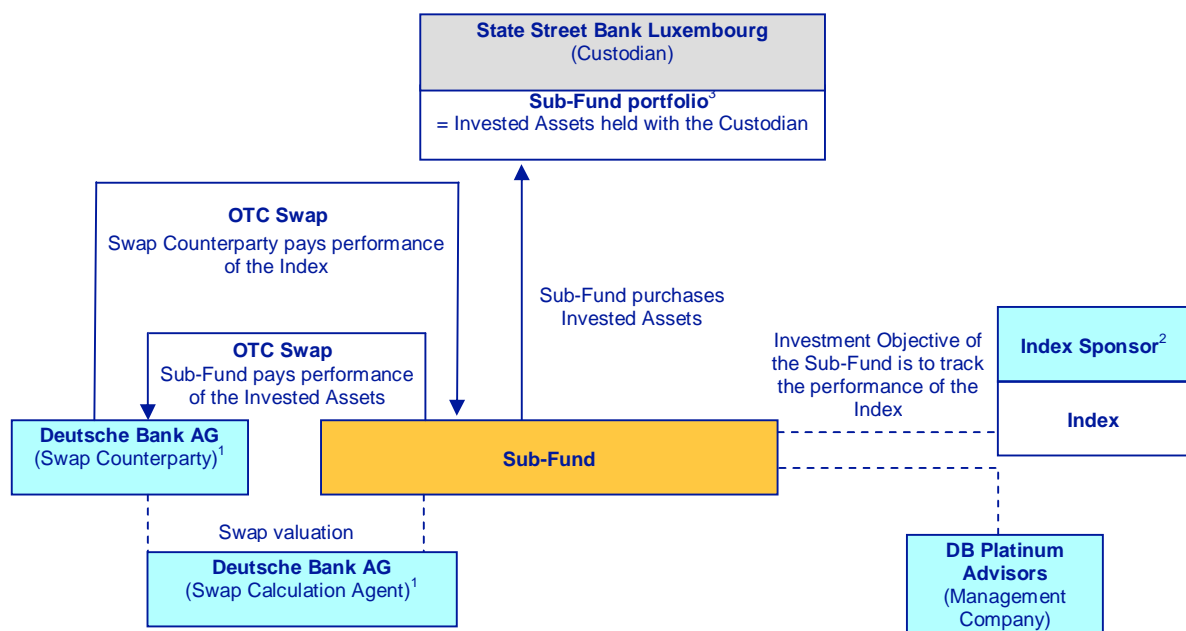 State Street Bank Luxembourg
(Custodian)
Sub-Fund portfolio³
= Invested Assets held with the Custodian
OTC Swap
Swap Counterparty pays performance
of the Index
Sub-Fund purchases
Invested Assets
OTC Swap
Sub-Fund pays performance
of the Invested Assets
Investment Objective of
the Sub-Fund is to track
the performance of the
Index
Index Sponsor²
Index
Deutsche Bank AG
(Swap Counterparty)¹
Sub-Fund
Swap valuation
Deutsche Bank AG
(Swap Calculation Agent)¹
DB Platinum
Advisors
(Management
Company)